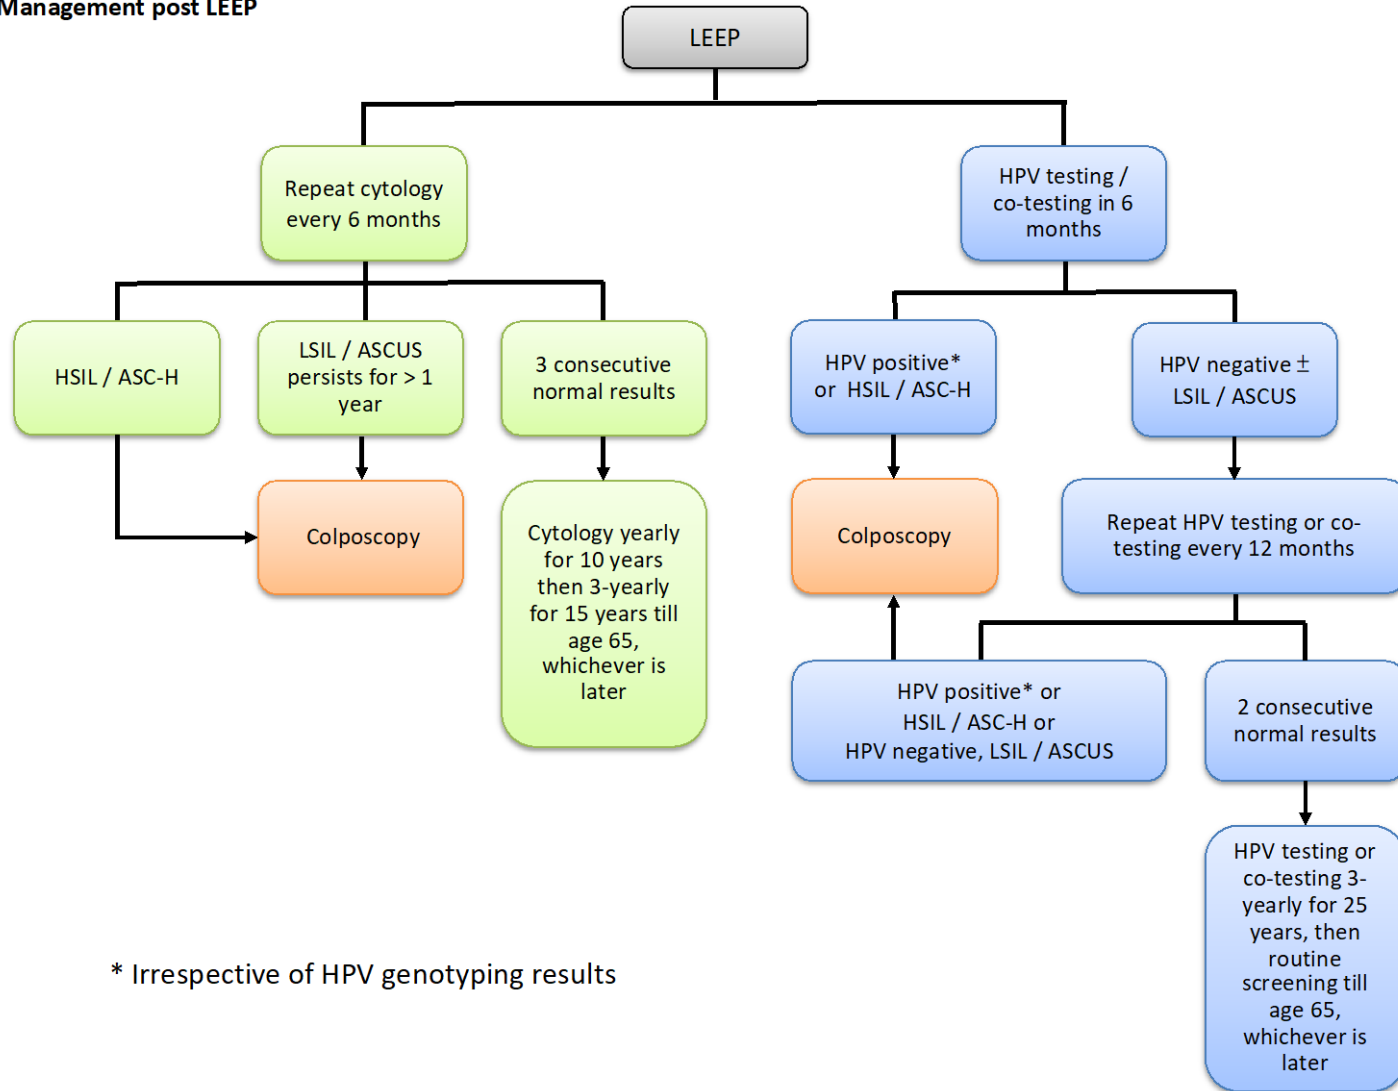 Management post LEEP
LEEP
Repeat cytology
every 6 months
HPV testing /
co-testing in 6
months
HSIL / ASC-H
LSIL / ASCUS
persists for > 1
year
3 consecutive
normal results
HPV positive*
or HSIL / ASC-H
HPV negative ±
LSIL / ASCUS
Colposcopy
Cytology yearly
for 10 years
then 3-yearly
for 15 years till
age 65,
whichever is
later
Colposcopy
Repeat HPV testing or co-
testing every 12 months
HPV positive* or
HSIL / ASC-H or
HPV negative, LSIL / ASCUS
2 consecutive
normal results
HPV testing or
co-testing 3-
yearly for 25
years, then
routine
screening till
age 65,
whichever is
later
* Irrespective of HPV genotyping results